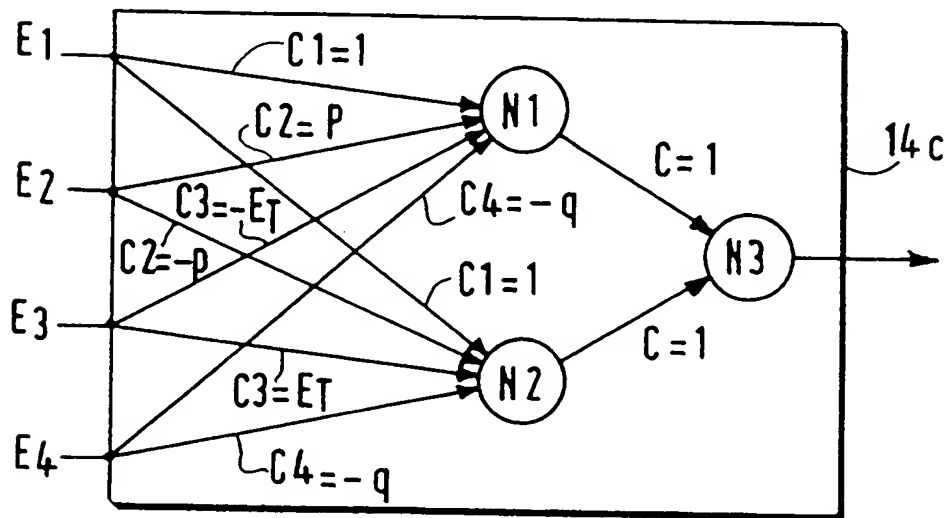 E1
C1=1
N1
C2=P
14c
C=1
E2
C3=-ET
C4=-q
C2=-p
N3
C1=1
E3
C=1
N2
C3=ET
E4
C4=-q